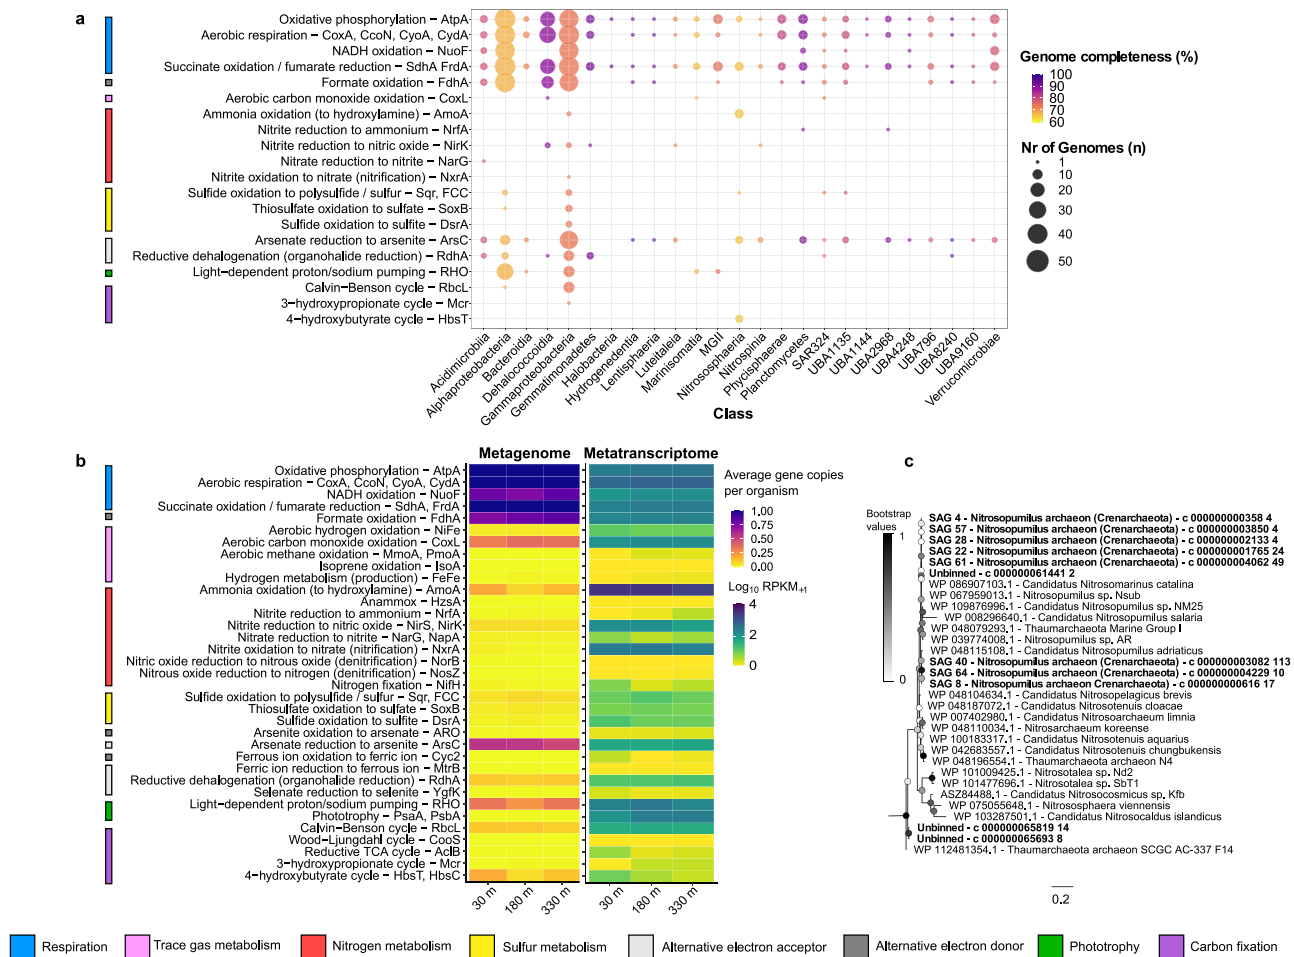 a
Oxidative phosphorylation − AtpA
Aerobic respiration − CoxA, CcoN, CyoA, CydA
NADH oxidation − NuoF
Succinate oxidation / fumarate reduction − SdhA FrdA
Formate oxidation − FdhA
Aerobic carbon monoxide oxidation − CoxL
Ammonia oxidation (to hydroxylamine) − AmoA
Nitrite reduction to ammonium − NrfA
Nitrite reduction to nitric oxide − NirK
Nitrate reduction to nitrite − NarG
Nitrite oxidation to nitrate (nitrification) − NxrA
Sulfide oxidation to polysulfide / sulfur − Sqr, FCC
Thiosulfate oxidation to sulfate − SoxB
Sulfide oxidation to sulfite − DsrA
Arsenate reduction to arsenite − ArsC
Reductive dehalogenation (organohalide reduction) − RdhA
Light−dependent proton/sodium pumping − RHO
Calvin−Benson cycle − RbcL
3−hydroxypropionate cycle − Mcr
4−hydroxybutyrate cycle − HbsT
Acidimicrobiia
Alphaproteobacteria
Bacteroidia
Dehalococcoidia
Gammaproteobacteria
Gemmatimonadetes
Halobacteria
Hydrogenedentia
Lentisphaeria
Luteitaleia
Marinisomatia
MGII
Nitrososphaeria
Nitrospinia
Phycisphaerae
Planctomycetes
SAR324
UBA1135
UBA1144
UBA2968
UBA4248
UBA796
UBA8240
UBA9160
Verrucomicrobiae
Class
Genome completeness (%)
100
90
80
70
60
Nr of Genomes (n)
1
10
20
30
40
50
b
Metagenome
Metatranscriptome
Oxidative phosphorylation − AtpA
Aerobic respiration − CoxA, CcoN, CyoA, CydA
NADH oxidation − NuoF
Succinate oxidation / fumarate reduction − SdhA, FrdA
Formate oxidation − FdhA
Aerobic hydrogen oxidation − NiFe
Aerobic carbon monoxide oxidation − CoxL
Aerobic methane oxidation − MmoA, PmoA
Isoprene oxidation − IsoA
Hydrogen metabolism (production) − FeFe
Ammonia oxidation (to hydroxylamine) − AmoA
Anammox − HzsA
Nitrite reduction to ammonium − NrfA
Nitrite reduction to nitric oxide − NirS, NirK
Nitrate reduction to nitrite − NarG, NapA
Nitrite oxidation to nitrate (nitrification) − NxrA
Nitric oxide reduction to nitrous oxide (denitrification) − NorB
Nitrous oxide reduction to nitrogen (denitrification) − NosZ
Nitrogen fixation − NifH
Sulfide oxidation to polysulfide / sulfur − Sqr, FCC
Thiosulfate oxidation to sulfate − SoxB
Sulfide oxidation to sulfite − DsrA
Arsenite oxidation to arsenate − ARO
Arsenate reduction to arsenite − ArsC
Ferrous ion oxidation to ferric ion − Cyc2
Ferric ion reduction to ferrous ion − MtrB
Reductive dehalogenation (organohalide reduction) − RdhA
Selenate reduction to selenite − YgfK
Light−dependent proton/sodium pumping − RHO
Phototrophy − PsaA, PsbA
Calvin−Benson cycle − RbcL
Wood−Ljungdahl cycle − CooS
Reductive TCA cycle − AclB
3−hydroxypropionate cycle − Mcr
4−hydroxybutyrate cycle − HbsT, HbsC
30 m
180 m
330 m
30 m
180 m
330 m
Average gene copies
per organism
1.00
0.75
0.50
0.25
0.00
Log10 RPKM+1
4
2
0
c
Bootstrap
values
1
0
SAG 4 - Nitrosopumilus archaeon (Crenarchaeota) - c 000000000358 4
SAG 57 - Nitrosopumilus archaeon (Crenarchaeota) - c 000000003850 4
SAG 28 - Nitrosopumilus archaeon (Crenarchaeota) - c 000000002133 4
SAG 22 - Nitrosopumilus archaeon (Crenarchaeota) - c 000000001765 24
SAG 61 - Nitrosopumilus archaeon (Crenarchaeota) - c 000000004062 49
Unbinned - c 000000061441 2
WP 086907103.1 - Candidatus Nitrosomarinus catalina
WP 067959013.1 - Nitrosopumilus sp. Nsub
WP 109876996.1 - Candidatus Nitrosopumilus sp. NM25
WP 008296640.1 - Candidatus Nitrosopumilus salaria
WP 048079293.1 - Thaumarchaeota Marine Group I
WP 039774008.1 - Nitrosopumilus sp. AR
WP 048115108.1 - Candidatus Nitrosopumilus adriaticus
SAG 40 - Nitrosopumilus archaeon (Crenarchaeota) - c 000000003082 113
SAG 64 - Nitrosopumilus archaeon (Crenarchaeota) - c 000000004229 10
SAG 8 - Nitrosopumilus archaeon Crenarchaeota) - c 000000000616 17
WP 048104634.1 - Candidatus Nitrosopelagicus brevis
WP 048187072.1 - Candidatus Nitrosotenuis cloacae
WP 007402980.1 - Candidatus Nitrosoarchaeum limnia
WP 048110034.1 - Nitrosarchaeum koreense
WP 100183317.1 - Candidatus Nitrosotenuis aquarius
WP 042683557.1 - Candidatus Nitrosotenuis chungbukensis
WP 048196554.1 - Thaumarchaeota archaeon N4
WP 101009425.1 - Nitrosotalea sp. Nd2
WP 101477696.1 - Nitrosotalea sp. SbT1
ASZ84488.1 - Candidatus Nitrosocosmicus sp. Kfb
WP 075055648.1 - Nitrososphaera viennensis
WP 103287501.1 - Candidatus Nitrosocaldus islandicus
Unbinned - c 000000065819 14
Unbinned - c 000000065693 8
WP 112481354.1 - Thaumarchaeota archaeon SCGC AC-337 F14
0.2
Respiration
Trace gas metabolism
Nitrogen metabolism
Sulfur metabolism
Alternative electron acceptor
Alternative electron donor
Phototrophy
Carbon fixation